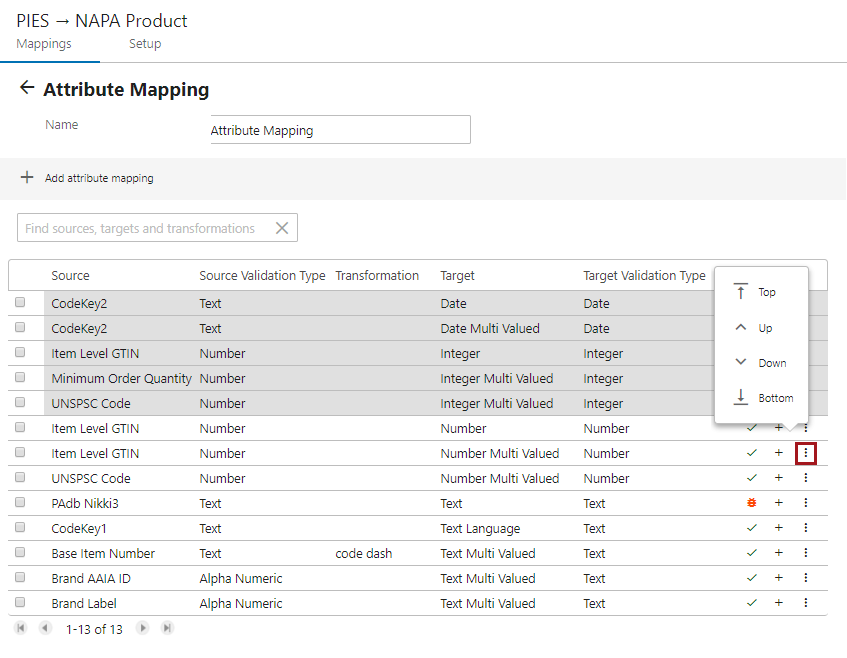 PIES → NAPA Product
Mappings Setup
← Attribute Mapping
Name Attribute Mapping
+ Add attribute mapping
Find sources, targets and transformations
Source Source Validation Type Transformation Target Target Validation Type
CodeKey2 Text Date Date
CodeKey2 Text Date Multi Valued Date
Item Level GTIN Number Integer Integer
Minimum Order Quantity Number Integer Multi Valued Integer
UNSPSC Code Number Integer Multi Valued Integer
Item Level GTIN Number Number Number
Item Level GTIN Number Number Multi Valued Number
UNSPSC Code Number Number Multi Valued Number
PAdb Nikki3 Text Text Text
CodeKey1 Text Text Language Text
Base Item Number Text code dash Text Multi Valued Text
Brand AAIA ID Alpha Numeric Text Multi Valued Text
Brand Label Alpha Numeric Text Multi Valued Text
1-13 of 13
Top
Up
Down
Bottom